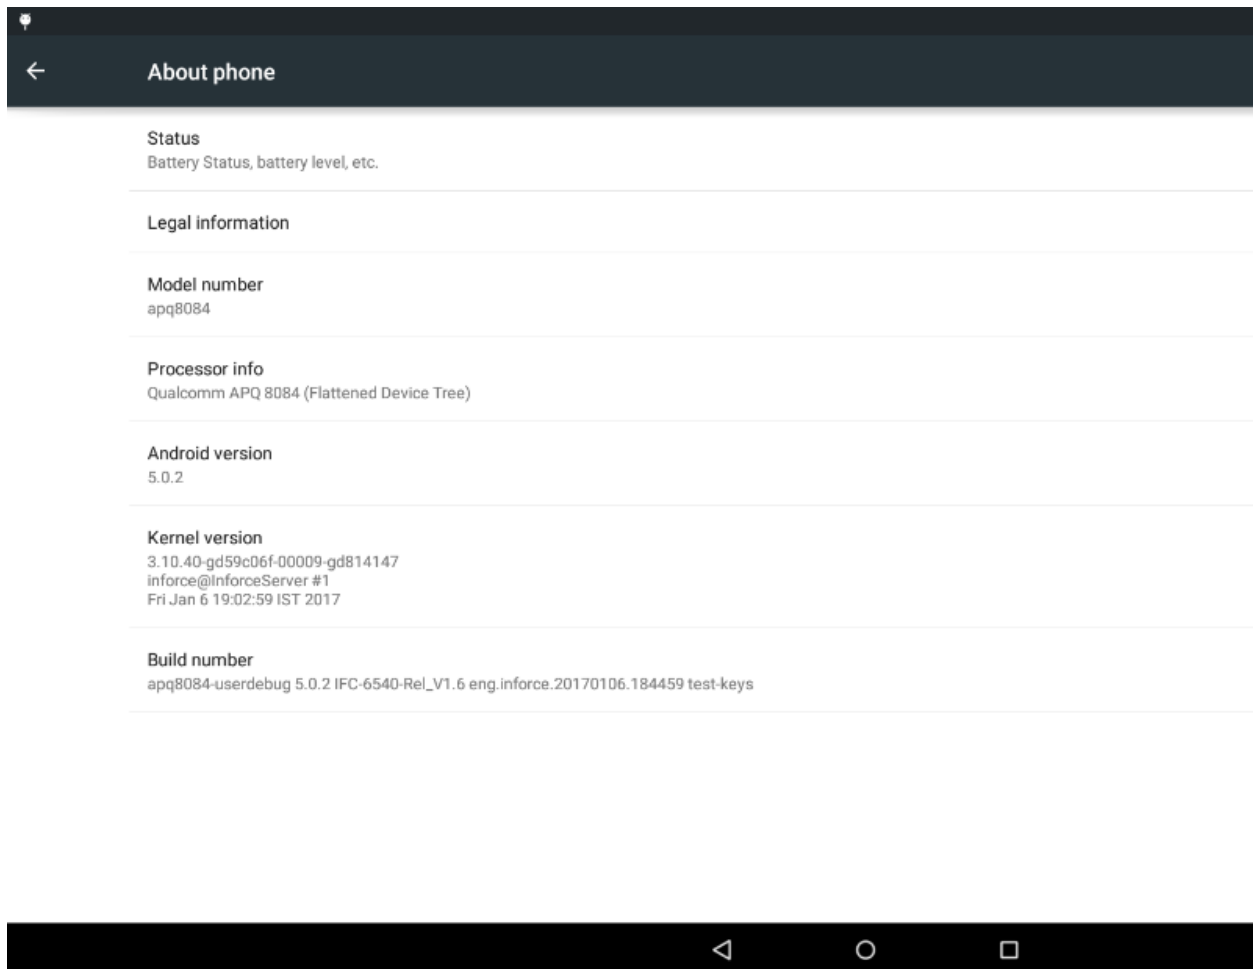 About phone
Status
Battery Status, battery level, etc.
Legal information
Model number
apq8084
Processor info
Qualcomm APQ 8084 (Flattened Device Tree)
Android version
5.0.2
Kernel version
3.10.40-gd59c06f-00009-gd814147
inforce@InforceServer #1
Fri Jan 6 19:02:59 IST 2017
Build number
apq8084-userdebug 5.0.2 IFC-6540-Rel_V1.6 eng.inforce.20170106.184459 test-keys